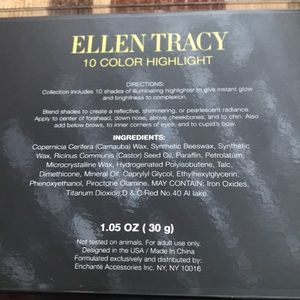 ELLEN TRACY
10 COLOR HIGHLIGHT
DIRECTIONS:
Collection includes 10 shades of illuminating highlighter to give instant glow
and brightness to complexion.
Blend shades to create a reflective, shimmering, or pearlescent radiance.
Apply to center of forehead, down nose, above cheekbones, and to chin. Also
add below brows, to inner corners of eyes, and to cupid's bow.
INGREDIENTS:
Copernicia Cerifera (Carnauba) Wax, Synthetic Beeswax, Synthetic
Wax, Ricinus Communis (Castor) Seed Oil, Paraffin, Petrolatum,
Microcrystalline Wax, Hydrogenated Polyisobutene, Talc,
Dimethicone, Mineral Oil, Caprylyl Glycol, Ethylhexylglycerin,
Phenoxyethanol, Piroctone Olamine. MAY CONTAIN: Iron Oxides,
Titanum Dioxide,D & C Red No.40 Al lake.
1.05 OZ ( 30 g)
Not tested on animals. For adult use only.
Designed in the USA / Made In China
Formulated exclusively and distributed by:
Enchanté Accessories Inc. NY, NY 10016